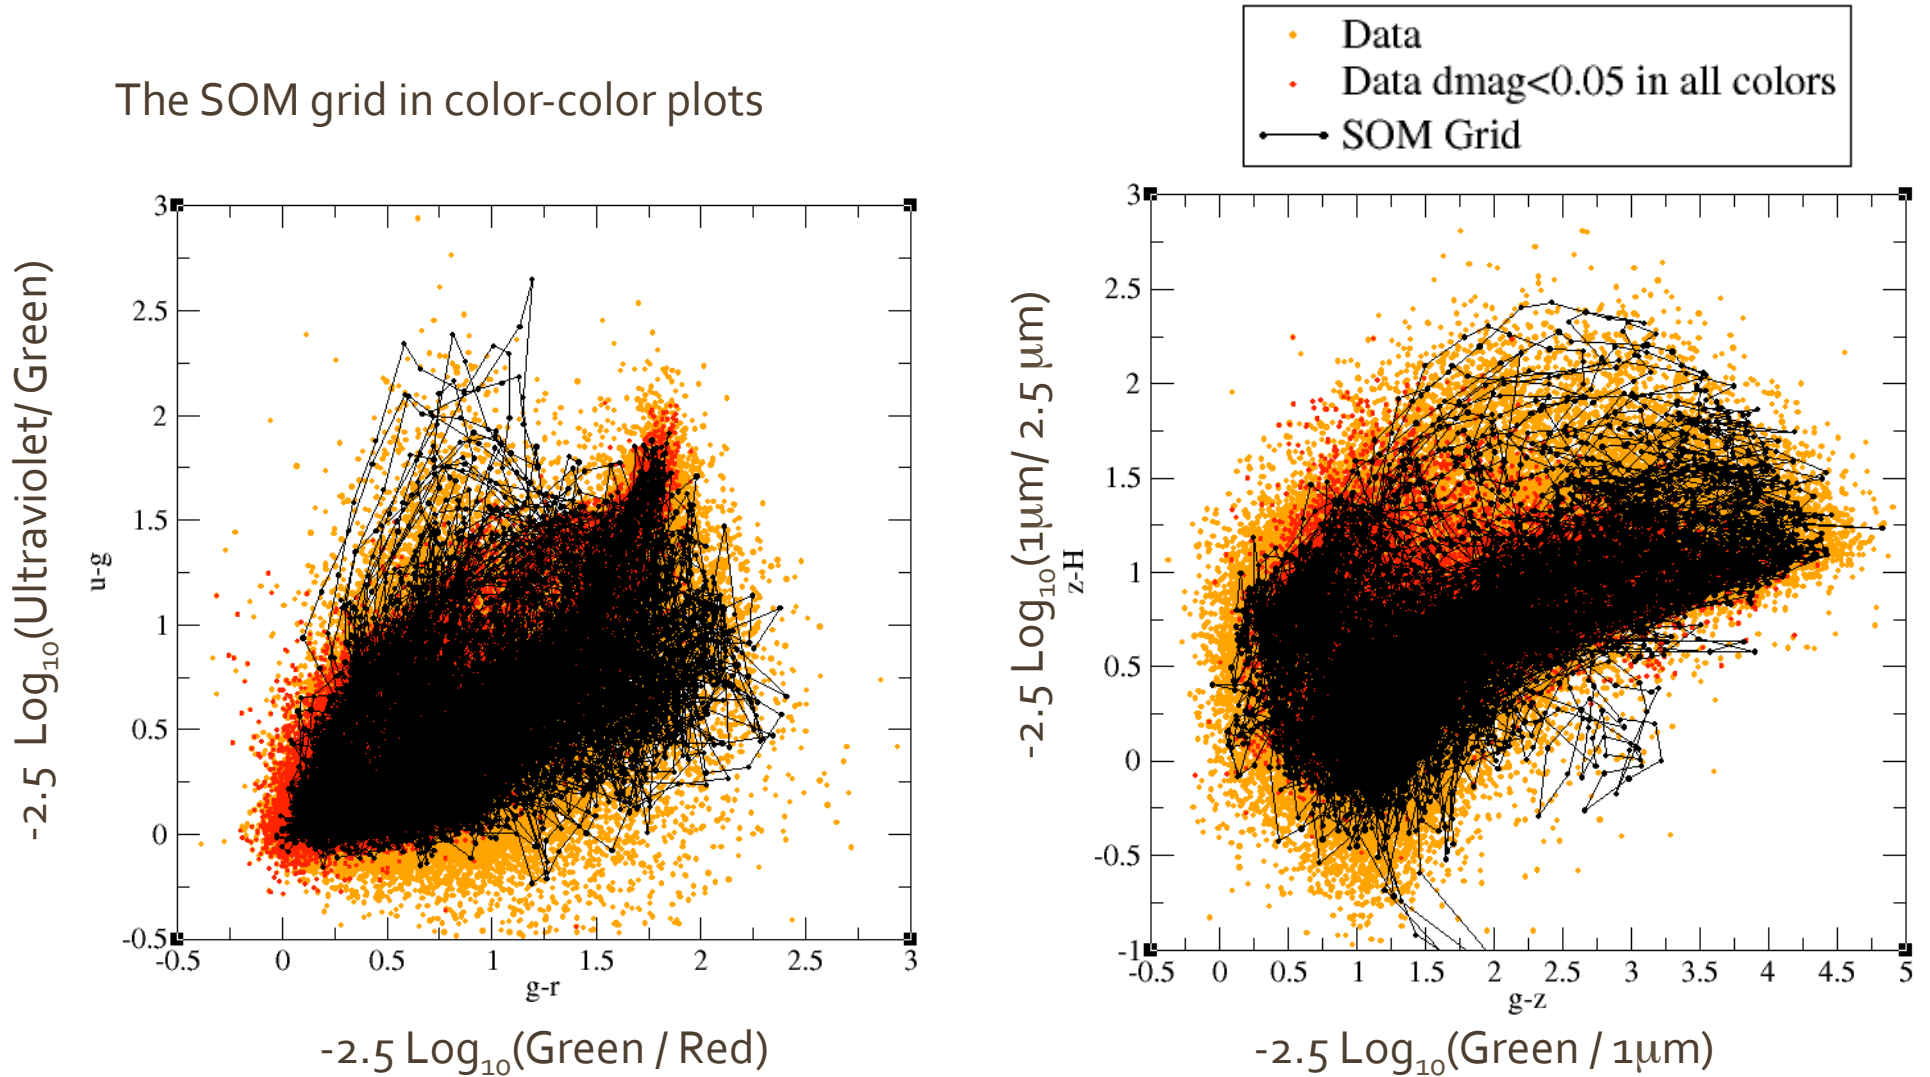 The SOM grid in color-color plots
Data
Data dmag<0.05 in all colors
SOM Grid
-2.5 Log₁₀(Ultraviolet/ Green)
u-g
3
2.5
2
1.5
1
0.5
0
-0.5
-0.5 0 0.5 1 1.5 2 2.5 3
g-r
-2.5 Log₁₀(Green / Red)
-2.5 Log₁₀(1μm/ 2.5 μm)
z-H
3
2.5
2
1.5
1
0.5
0
-0.5
-1
-0.5 0 0.5 1 1.5 2 2.5 3 3.5 4 4.5 5
g-z
-2.5 Log₁₀(Green / 1μm)